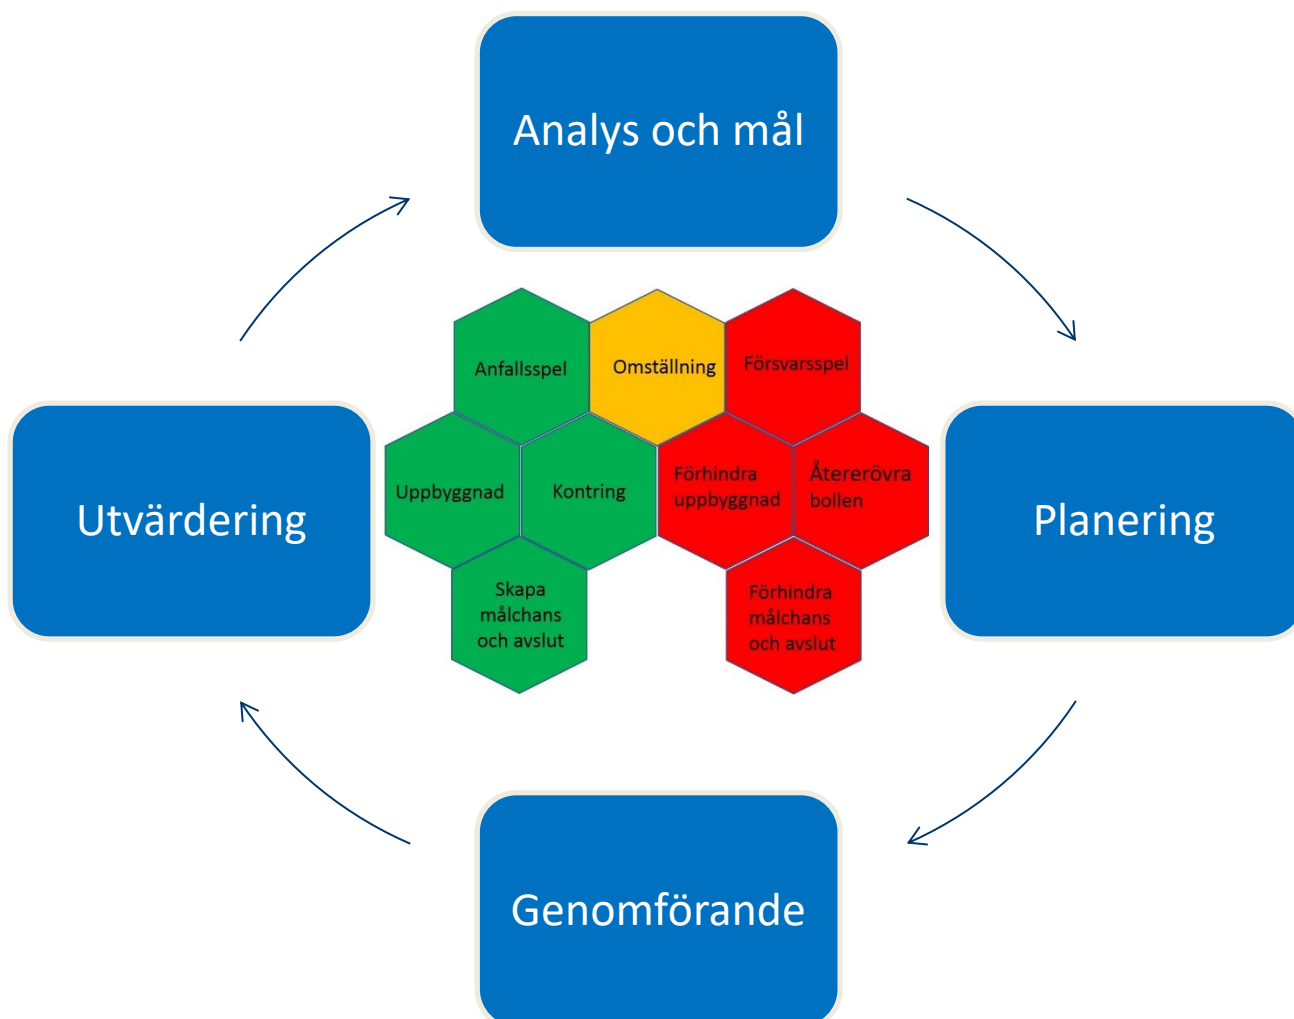 Analys och mål
Anfallsspel
Omställning
Försvarsspel
Uppbyggnad
Kontring
Förhindra
uppbyggnad
Återerövra
bollen
Utvärdering
Planering
Skapa
målchans
och avslut
Förhindra
målchans
och avslut
Genomförande